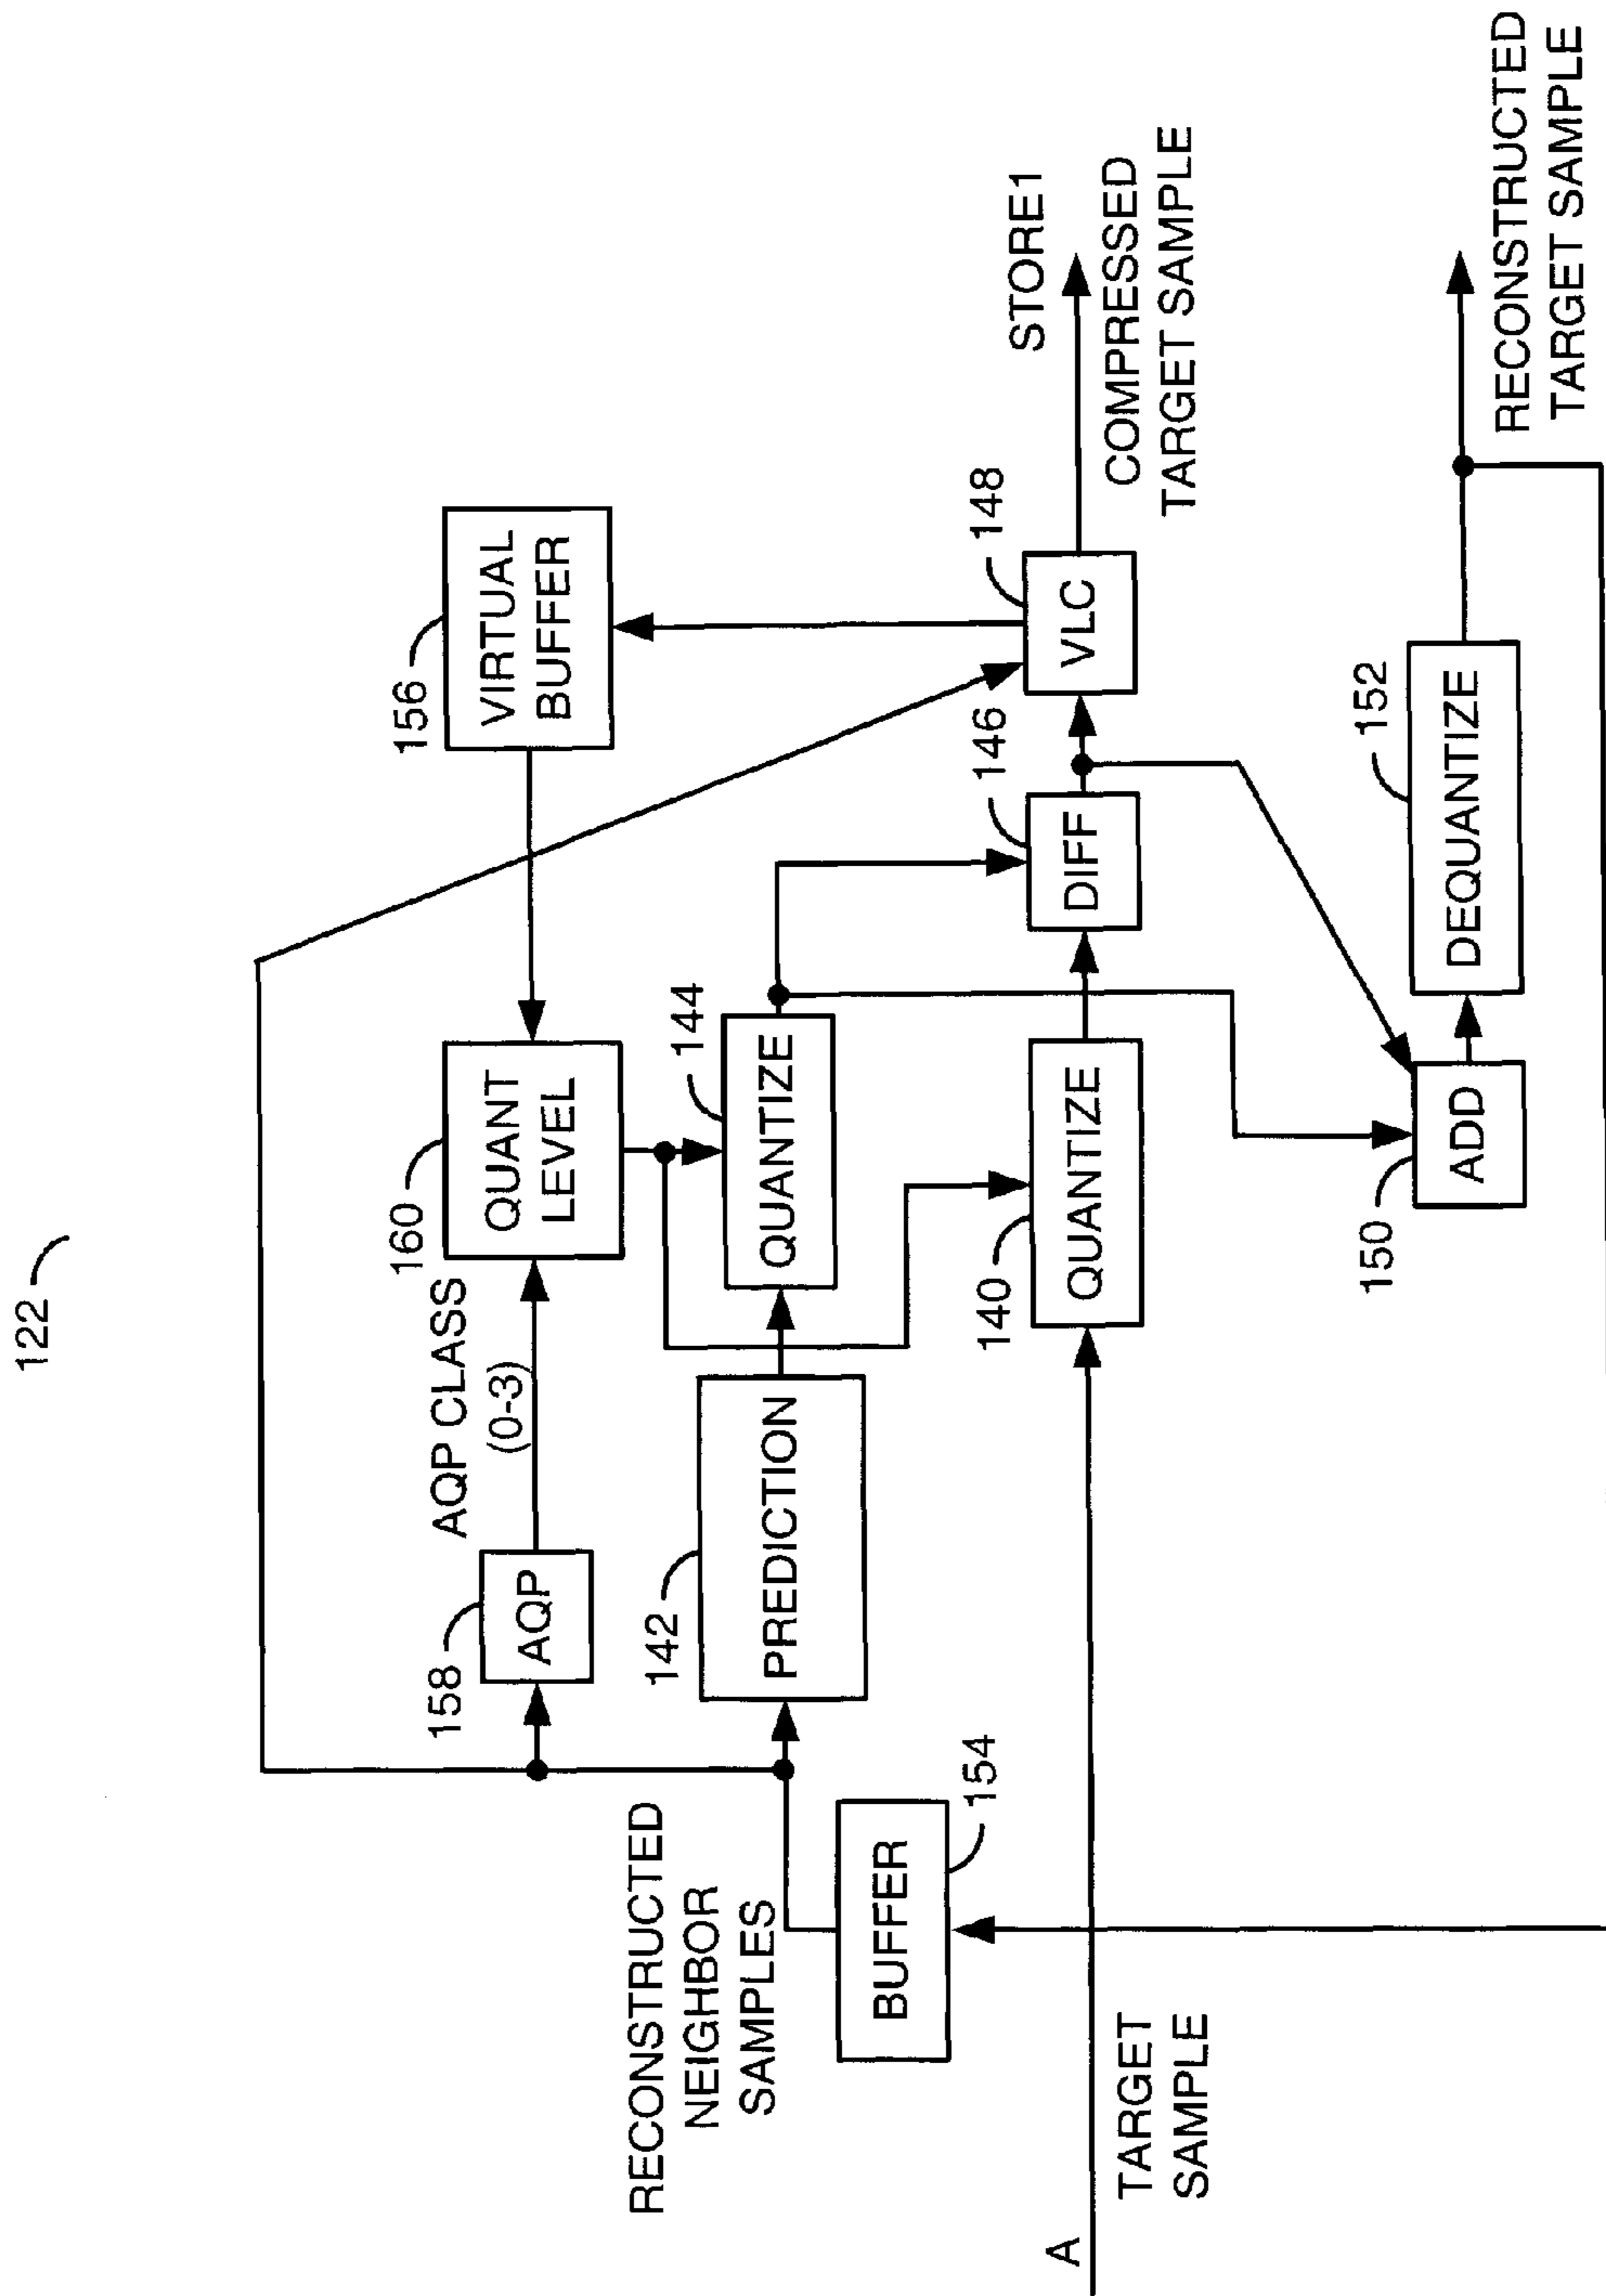 122
156
VIRTUAL
BUFFER
160
QUANT
LEVEL
AQP CLASS
(0-3)
158
AQP
RECONSTRUCTED
NEIGHBOR
SAMPLES
142
PREDICTION
144
QUANTIZE
BUFFER
154
A
TARGET
SAMPLE
140
QUANTIZE
146
DIFF
148
VLC
STORE1
COMPRESSED
TARGET SAMPLE
150
ADD
152
DEQUANTIZE
RECONSTRUCTED
TARGET SAMPLE